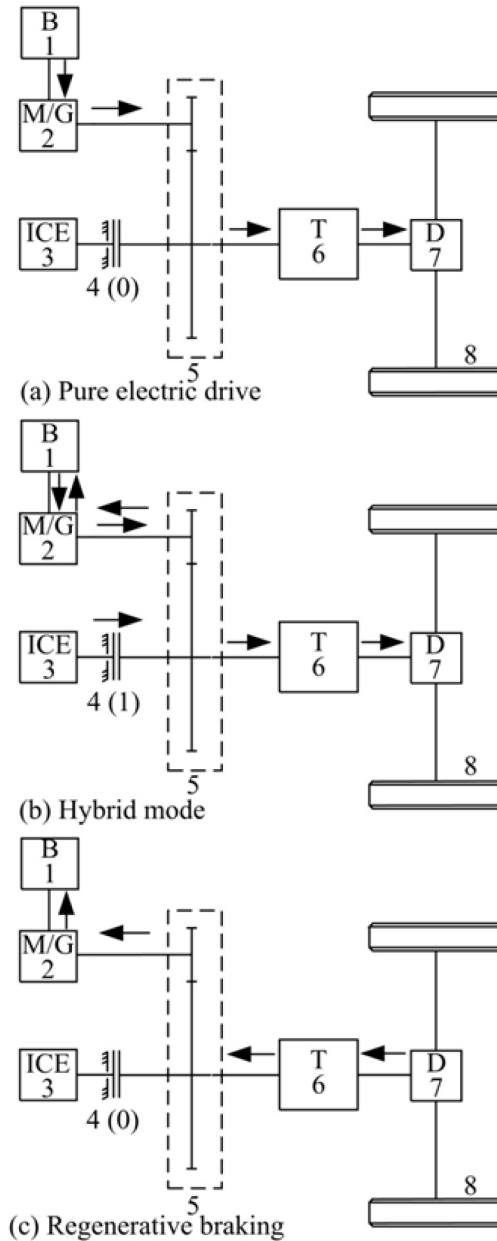 B
1
M/G
2
ICE
3
4 (0)
5
T
6
D
7
8
(a) Pure electric drive
B
1
M/G
2
ICE
3
4 (1)
5
T
6
D
7
8
(b) Hybrid mode
B
1
M/G
2
ICE
3
4 (0)
5
T
6
D
7
8
(c) Regenerative braking